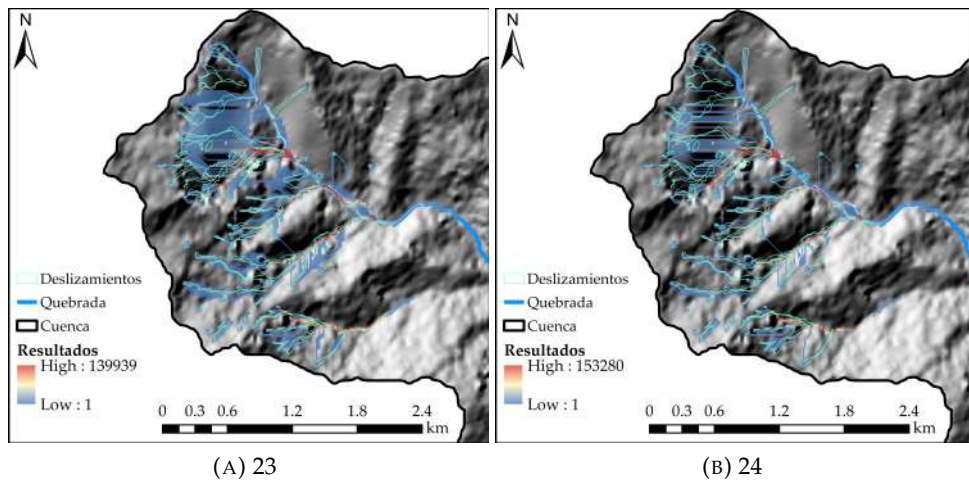 N
Deslizamientos
Quebrada
Cuenca
Resultados
High : 139939
Low : 1
0 0.3 0.6 1.2 1.8 2.4
km
(A) 23
N
Deslizamientos
Quebrada
Cuenca
Resultados
High : 153280
Low : 1
0 0.3 0.6 1.2 1.8 2.4
km
(B) 24